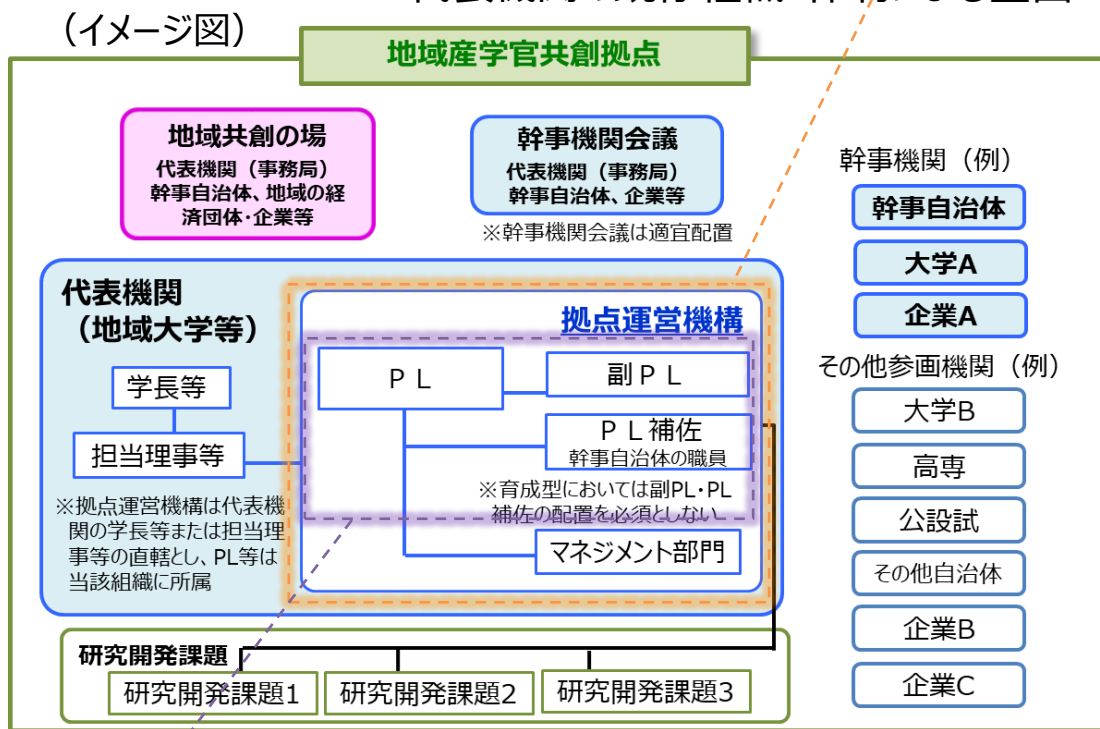 (イメージ図)
地域産学官共創拠点
地域共創の場
代表機関（事務局）
幹事自治体、地域の経
済団体・企業等
幹事機関会議
代表機関（事務局）
幹事自治体、企業等
※幹事機関会議は適宜配置
幹事機関（例）
幹事自治体
大学A
企業A
代表機関
（地域大学等）
学長等
担当理事等
※拠点運営機構は代表機
関の学長等または担当理
事等の直轄とし、PL等は
当該組織に所属
拠点運営機構
ＰＬ
副ＰＬ
ＰＬ補佐
幹事自治体の職員
※育成型においては副PL・PL
補佐の配置を必須としない
マネジメント部門
その他参画機関（例）
大学B
高専
公設試
その他自治体
企業B
企業C
研究開発課題
研究開発課題1
研究開発課題2
研究開発課題3